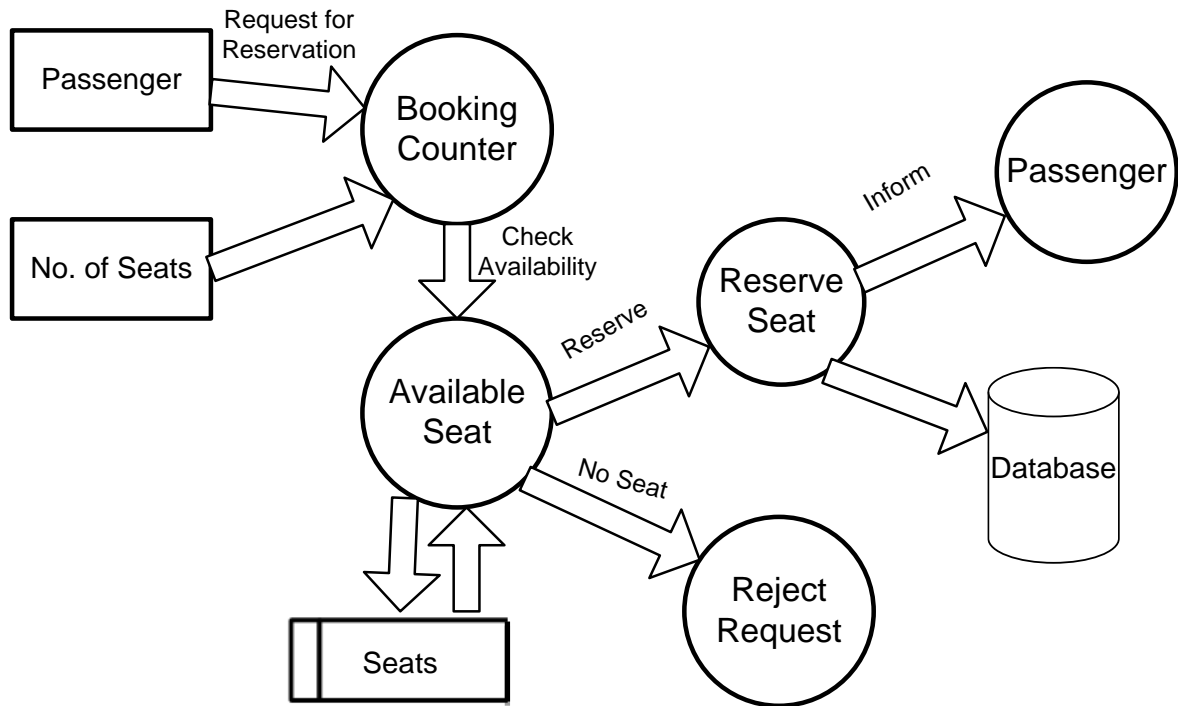 Request for
Reservation
Passenger
Booking
Counter
No. of Seats
Check
Availability
Available
Seat
Reserve
Reserve
Seat
Inform
Passenger
Database
No Seat
Reject
Request
Seats